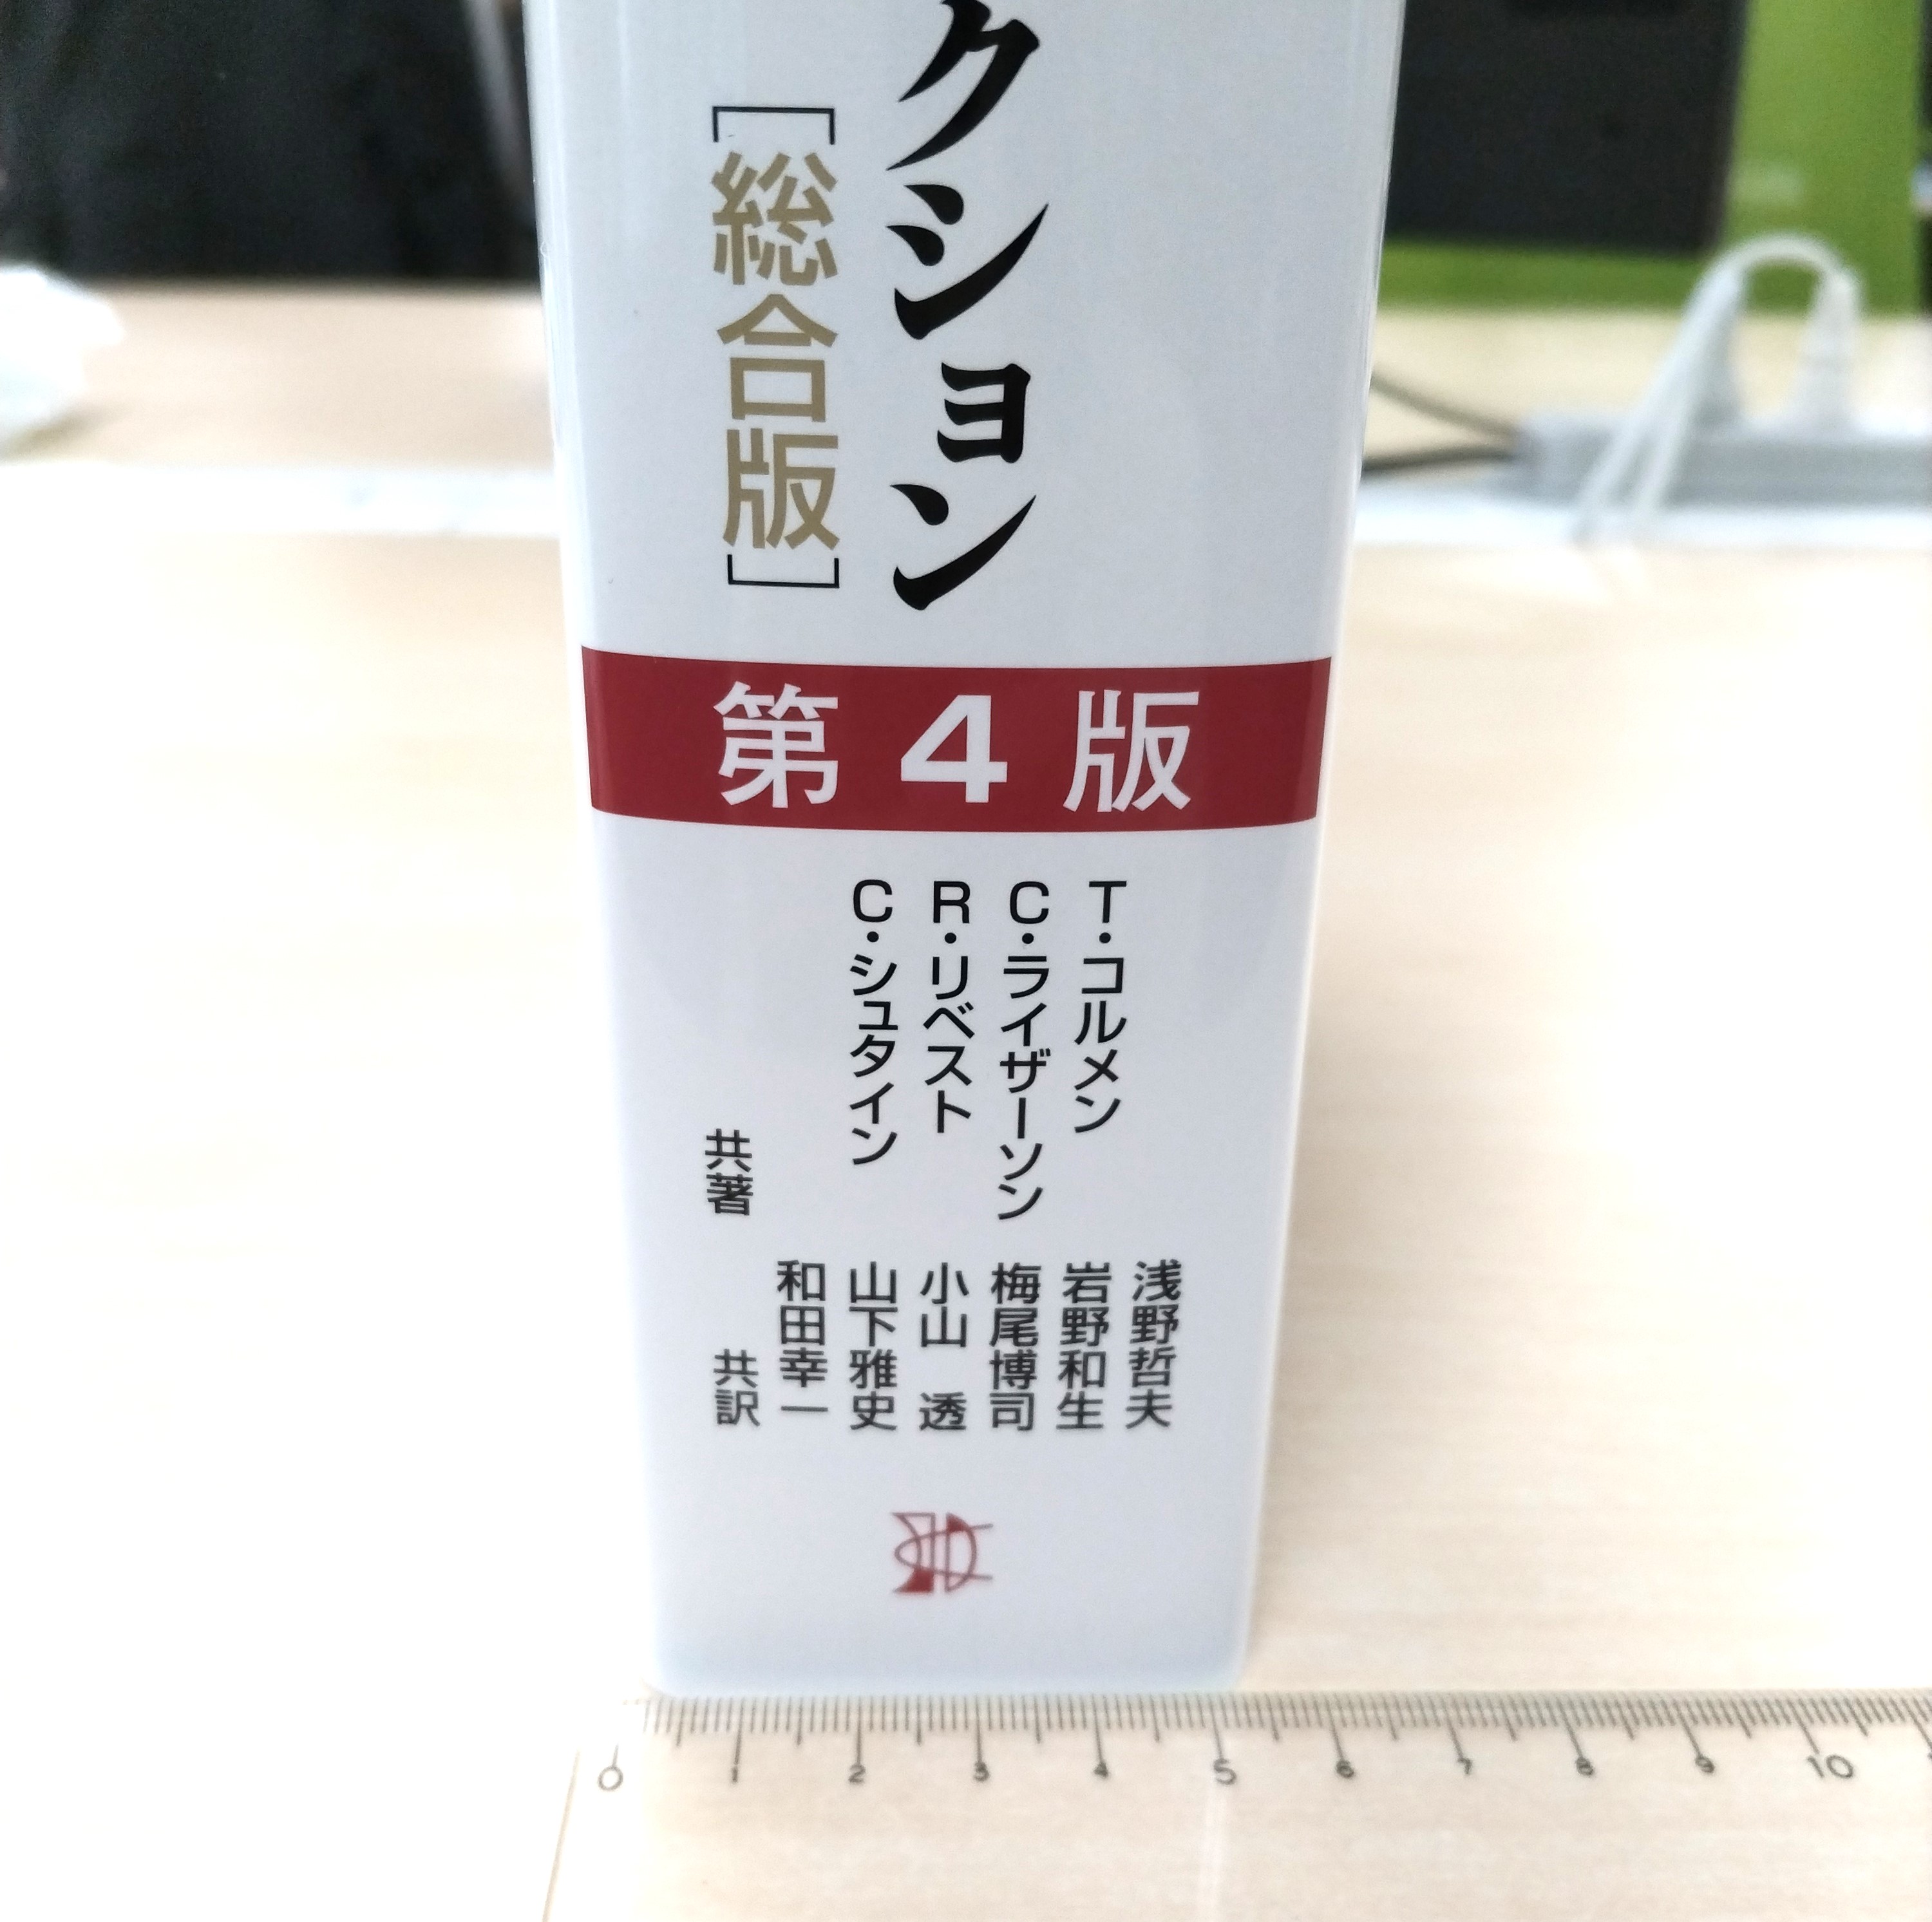 クション
[総合版]
第4版
T・コルメン
C・ライザーソン
R・リベスト
C・シュタイン
共著
浅野哲夫
岩野和生
梅尾博司
小山 透
山下雅史
和田幸一
共訳
0 1 2 3 4 5 6 7 8 9 10